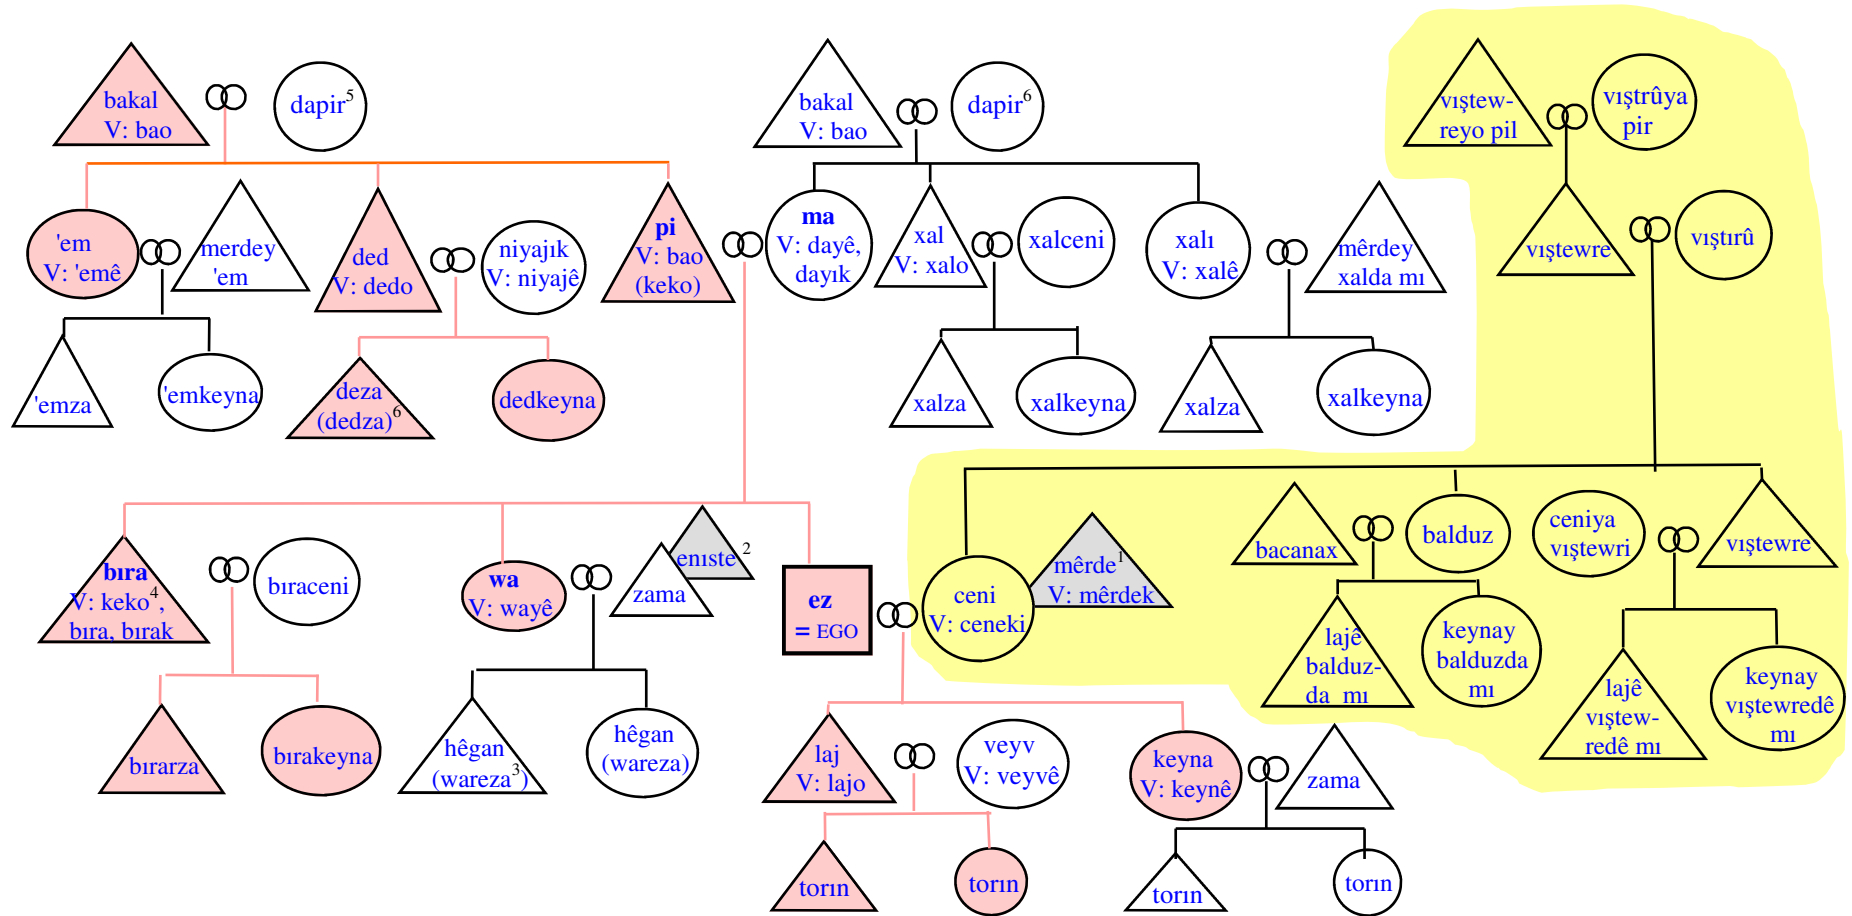 bakal
V: bao
dapir5
bakal
V: bao
dapir6
vıştew-
reyo pil
vıştrûya
pir
'em
V: 'emê
merdey
'em
ded
V: dedo
niyajık
V: niyajê
pi
V: bao
(keko)
ma
V: dayê,
dayık
xal
V: xalo
xalceni
xalı
V: xalê
mêrdey
xalda mı
vıştewre
vıştırû
'emza
'emkeyna
deza
(dedza)6
dedkeyna
xalza
xalkeyna
xalza
xalkeyna
bıra
V: keko4,
bıra, bırak
bıraceni
wa
V: wayê
zama
enıste2
ez
= EGO
ceni
V: ceneki
mêrde1
V: mêrdek
bacanax
balduz
ceniya
vıştewri
vıştewre
lajê
balduz-
da mı
keynay
balduzda
mı
lajê
vıştew-
redê mı
keynay
vıştewredê
mı
bırarza
bırakeyna
hêgan
(wareza3)
hêgan
(wareza)
laj
V: lajo
veyv
V: veyvê
keyna
V: keynê
zama
torın
torın
torın
torın